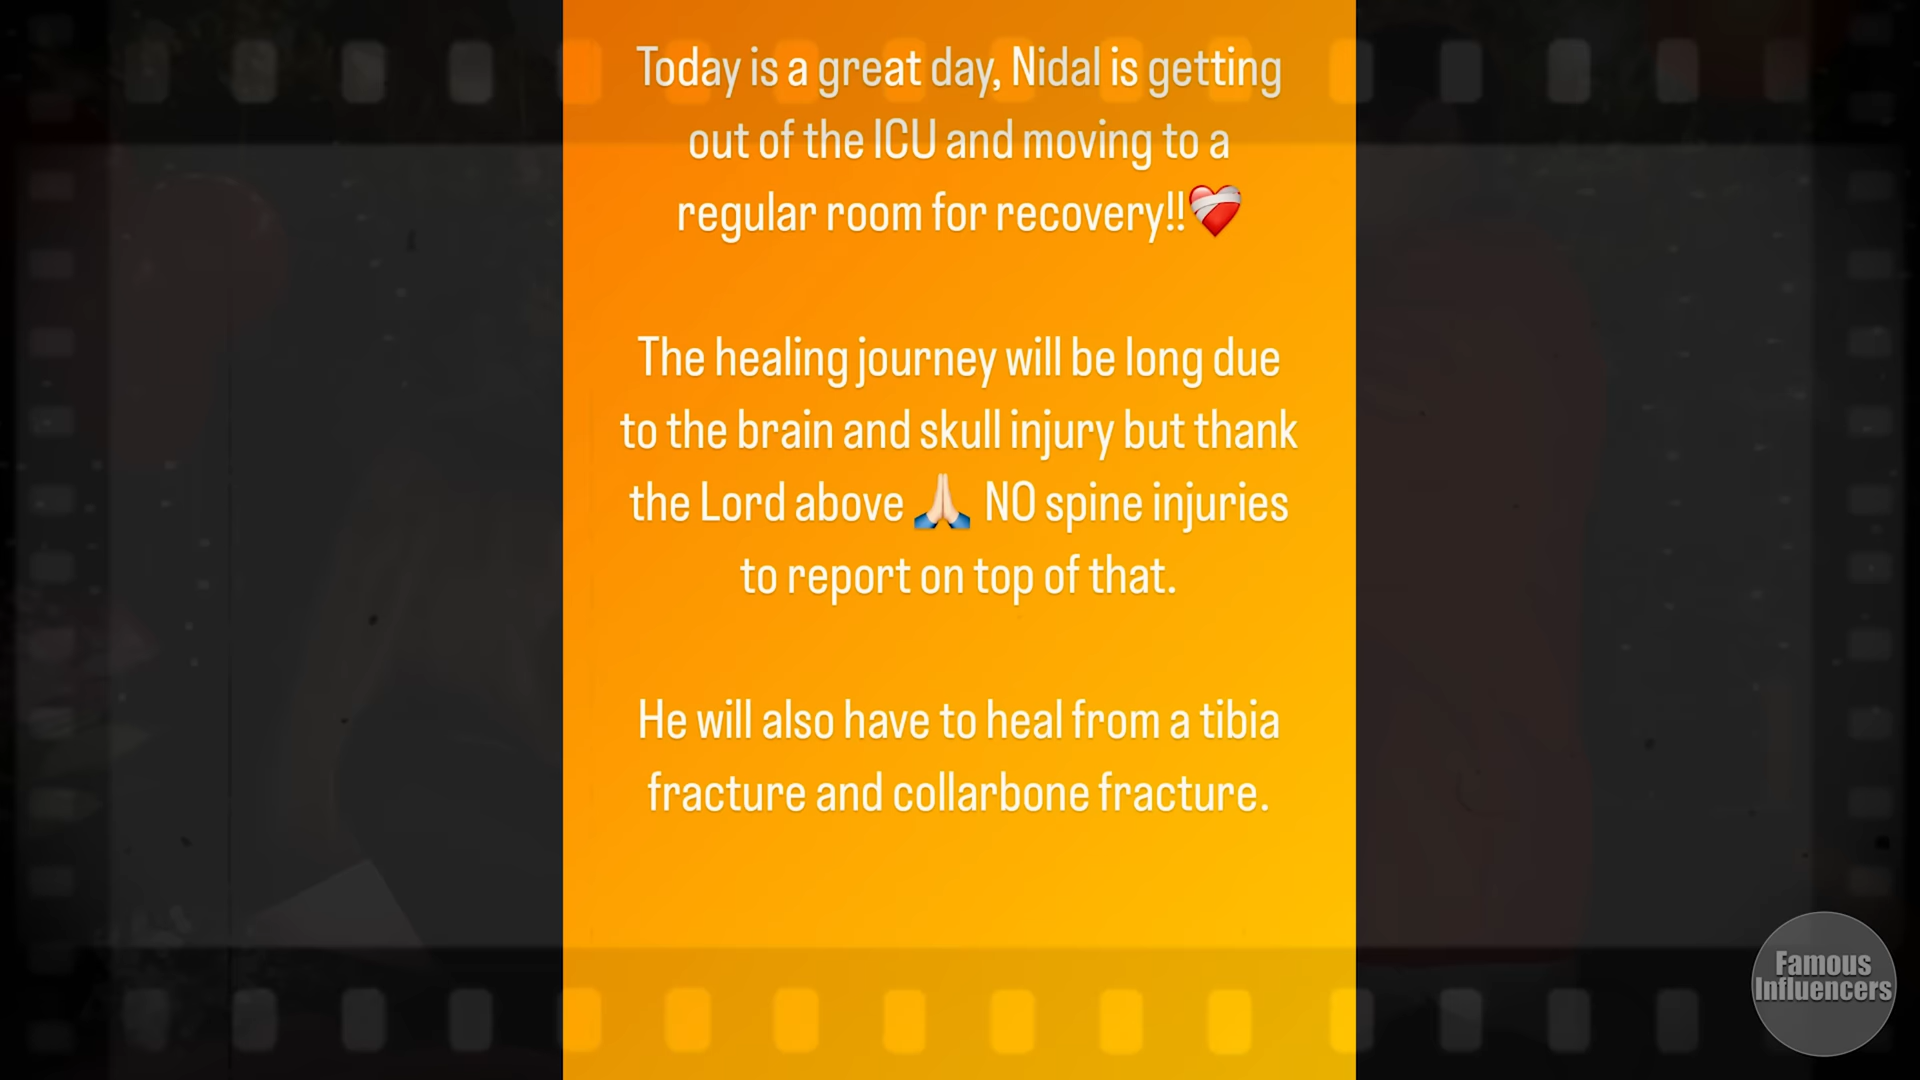 Today is a great day, Nidal is getting
out of the ICU and moving to a
regular room for recovery!!❤️‍🩹
The healing journey will be long due
to the brain and skull injury but thank
the Lord above 🙏🏻 NO spine injuries
to report on top of that.
He will also have to heal from a tibia
fracture and collarbone fracture.
Famous
Influencers